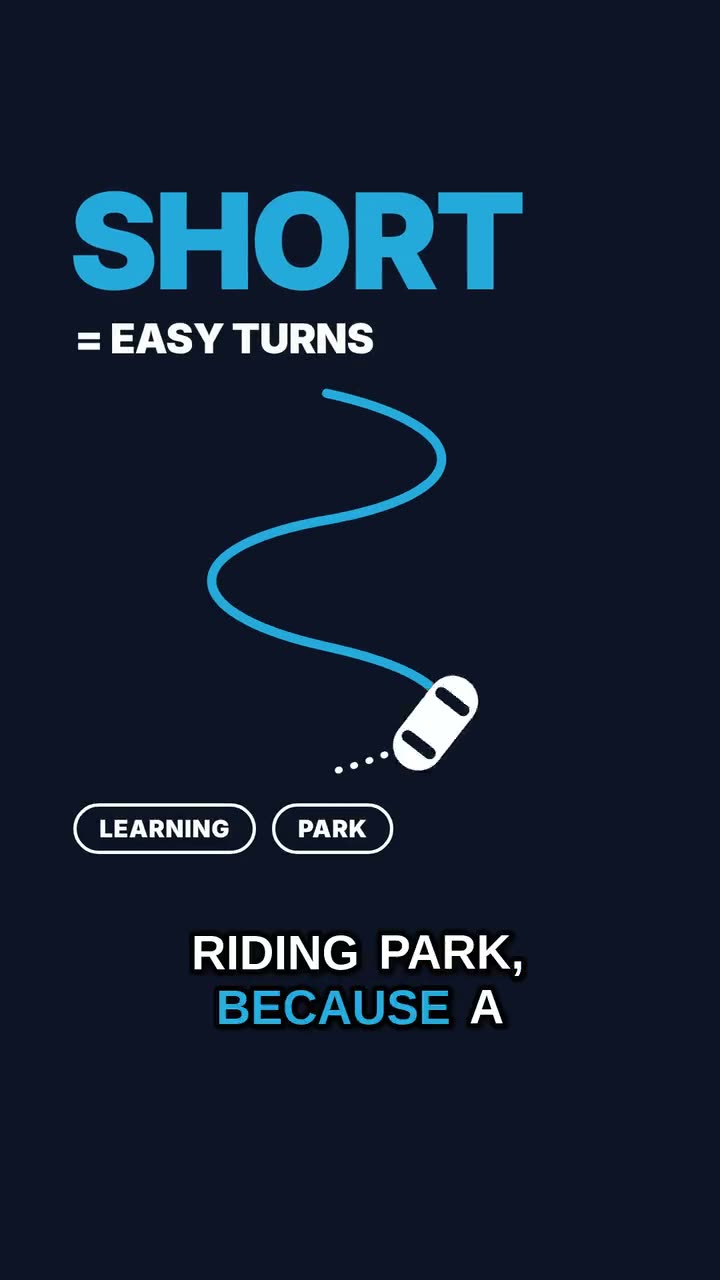 SHORT
= EASY TURNS
LEARNING PARK
RIDING PARK,
BECAUSE A